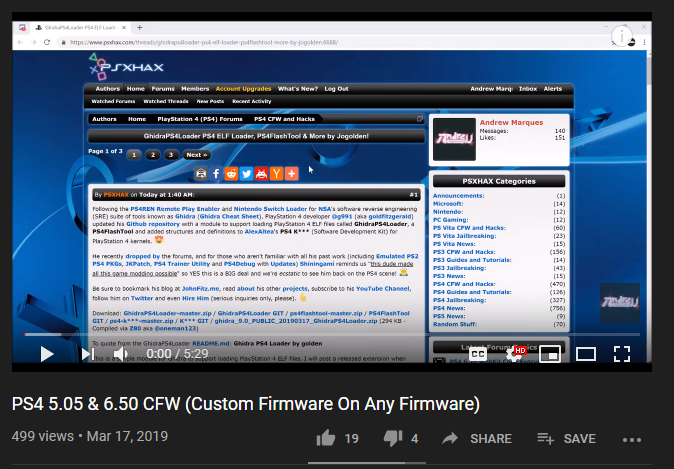 GhidraPS4Loader PS4 ELF Loade
https://www.psxhax.com/threads/ghidraps4loader-ps4-elf-loader-ps4flashtool-more-by-jogolden.6688/
PSXHAX
Authors Home Forums Members Account Upgrades What's New? Log Out
Andrew Marq Inbox Alerts
Watched Forums Watched Threads New Posts Recent Activity
Authors Home PlayStation 4 (PS4) Forums PS4 CFW and Hacks
GhidraPS4Loader PS4 ELF Loader, PS4FlashTool & More by Jogolden!
Page 1 of 3 1 2 3 Next »
By PSXHAX on Today at 1:40 AM: #1
Following the PS4REN Remote Play Enabler and Nintendo Switch Loader for NSA's software reverse engineering
(SRE) suite of tools known as Ghidra (Ghidra Cheat Sheet), PlayStation 4 developer @g991 (aka goldfitzgerald)
updated his Github repository with a module to support loading PlayStation 4 ELF files called GhidraPS4Loader, a
PS4FlashTool and added structures and definitions to AlexAltea's PS4 K*** (Software Development Kit) for
PlayStation 4 kernels.
He recently dropped by the forums, and for those who aren't familiar with all his past work (including Emulated PS2
PS4 PKGs, JKPatch, PS4 Trainer Utility and PS4Debug with Updates) Shiningami reminds us "this dude made
all this game modding possible" so YES this is a BIG deal and we're ecstatic to see him back on the PS4 scene!
Be sure to bookmark his blog at JohnFitz.me, read about his other projects, subscribe to his YouTube Channel,
follow him on Twitter and even Hire Him (serious inquiries only, please).
Download: GhidraPS4Loader-master.zip / GhidraPS4Loader GIT / ps4flashtool-master.zip / PS4FlashTool
GIT / ps4-k***-master.zip / K*** GIT / ghidra_9.0_PUBLIC_20190317_GhidraPS4Loader.zip (294 KB -
Compiled via Z80 aka @oneman123)
To quote from the GhidraPS4Loader README.md: Ghidra PS4 Loader by golden
Andrew Marques
Messages: 140
Likes: 151
PSXHAX Categories
Announcements: (1)
Microsoft: (14)
Nintendo: (12)
PC Gaming: (12)
PS Vita CFW and Hacks: (60)
PS Vita Jailbreaking: (23)
PS Vita News: (15)
PS3 CFW and Hacks: (156)
PS3 Guides and Tutorials: (14)
PS3 Jailbreaking: (43)
PS3 News: (15)
PS4 CFW and Hacks: (470)
PS4 Guides and Tutorials: (126)
PS4 Jailbreaking: (327)
PS4 News: (756)
PS5 News: (9)
Random Stuff: (70)
0:00 / 5:29
CC
HD
PS4 5.05 & 6.50 CFW (Custom Firmware On Any Firmware)
499 views • Mar 17, 2019
19 4 SHARE SAVE